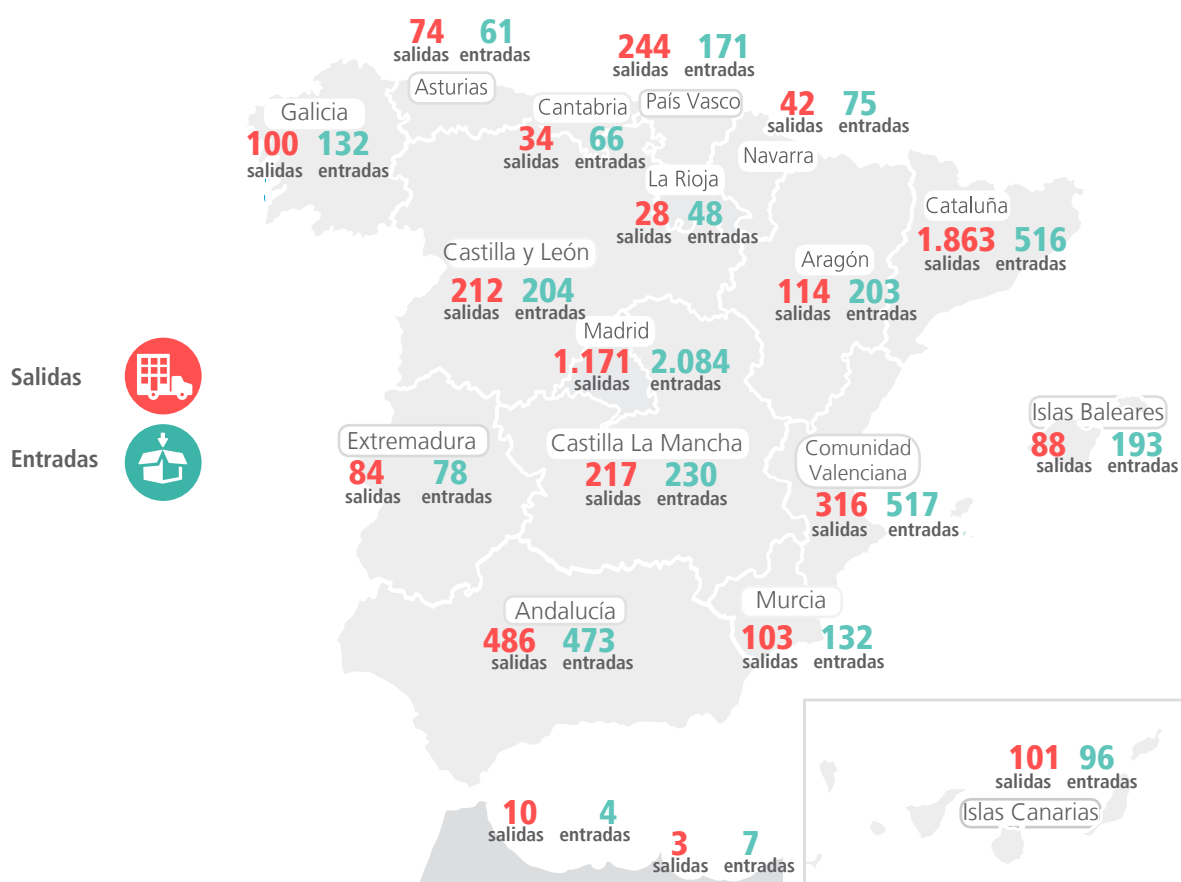 74 61
salidas entradas
Asturias
244 171
salidas entradas
País Vasco
Galicia
100 132
salidas entradas
Cantabria
34 66
salidas entradas
42 75
salidas entradas
Navarra
La Rioja
28 48
salidas entradas
Cataluña
1.863 516
salidas entradas
Castilla y León
212 204
salidas entradas
Aragón
114 203
salidas entradas
Madrid
1.171 2.084
salidas entradas
Salidas
Entradas
Islas Baleares
88 193
salidas entradas
Extremadura
84 78
salidas entradas
Castilla La Mancha
217 230
salidas entradas
Comunidad
Valenciana
316 517
salidas entradas
Andalucía
486 473
salidas entradas
Murcia
103 132
salidas entradas
101 96
salidas entradas
Islas Canarias
10 4
salidas entradas
3 7
salidas entradas